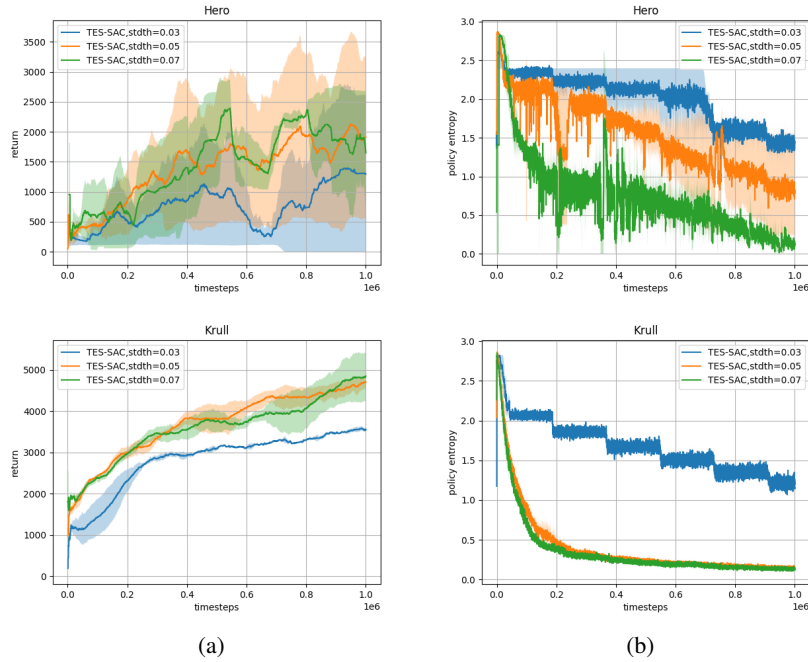 Hero
TES-SAC,stdth=0.03
TES-SAC,stdth=0.05
TES-SAC,stdth=0.07
3500
3000
2500
2000
1500
1000
500
0
return
0.0 0.2 0.4 0.6 0.8 1.0
timesteps 1e6
Hero
TES-SAC,stdth=0.03
TES-SAC,stdth=0.05
TES-SAC,stdth=0.07
3.0
2.5
2.0
1.5
1.0
0.5
0.0
policy entropy
0.0 0.2 0.4 0.6 0.8 1.0
timesteps 1e6
Krull
TES-SAC,stdth=0.03
TES-SAC,stdth=0.05
TES-SAC,stdth=0.07
5000
4000
3000
2000
1000
0
return
0.0 0.2 0.4 0.6 0.8 1.0
timesteps 1e6
Krull
TES-SAC,stdth=0.03
TES-SAC,stdth=0.05
TES-SAC,stdth=0.07
3.0
2.5
2.0
1.5
1.0
0.5
0.0
policy entropy
0.0 0.2 0.4 0.6 0.8 1.0
timesteps 1e6
(a) (b)